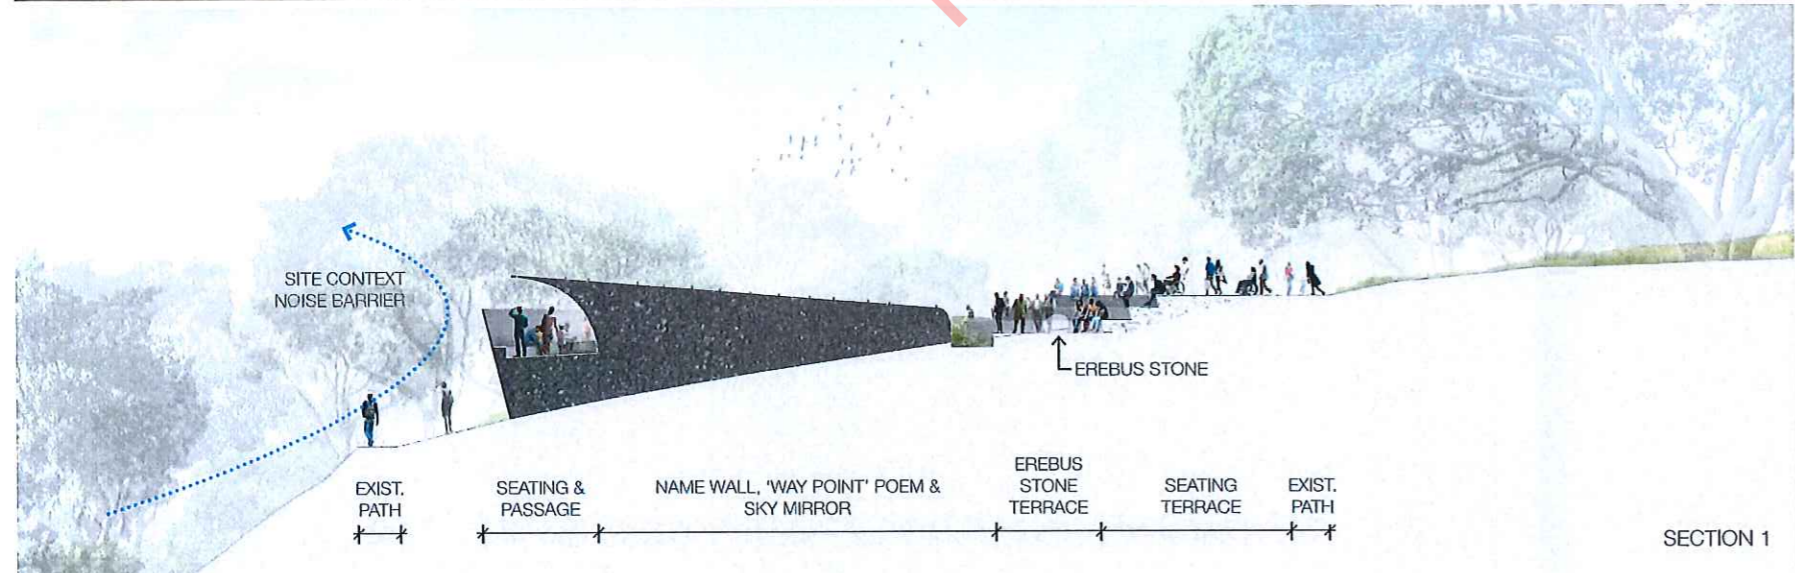 SITE CONTEXT
NOISE BARRIER
EREBUS STONE
EXIST.
PATH
SEATING &
PASSAGE
NAME WALL, 'WAY POINT' POEM &
SKY MIRROR
EREBUS
STONE
TERRACE
SEATING
TERRACE
EXIST.
PATH
SECTION 1